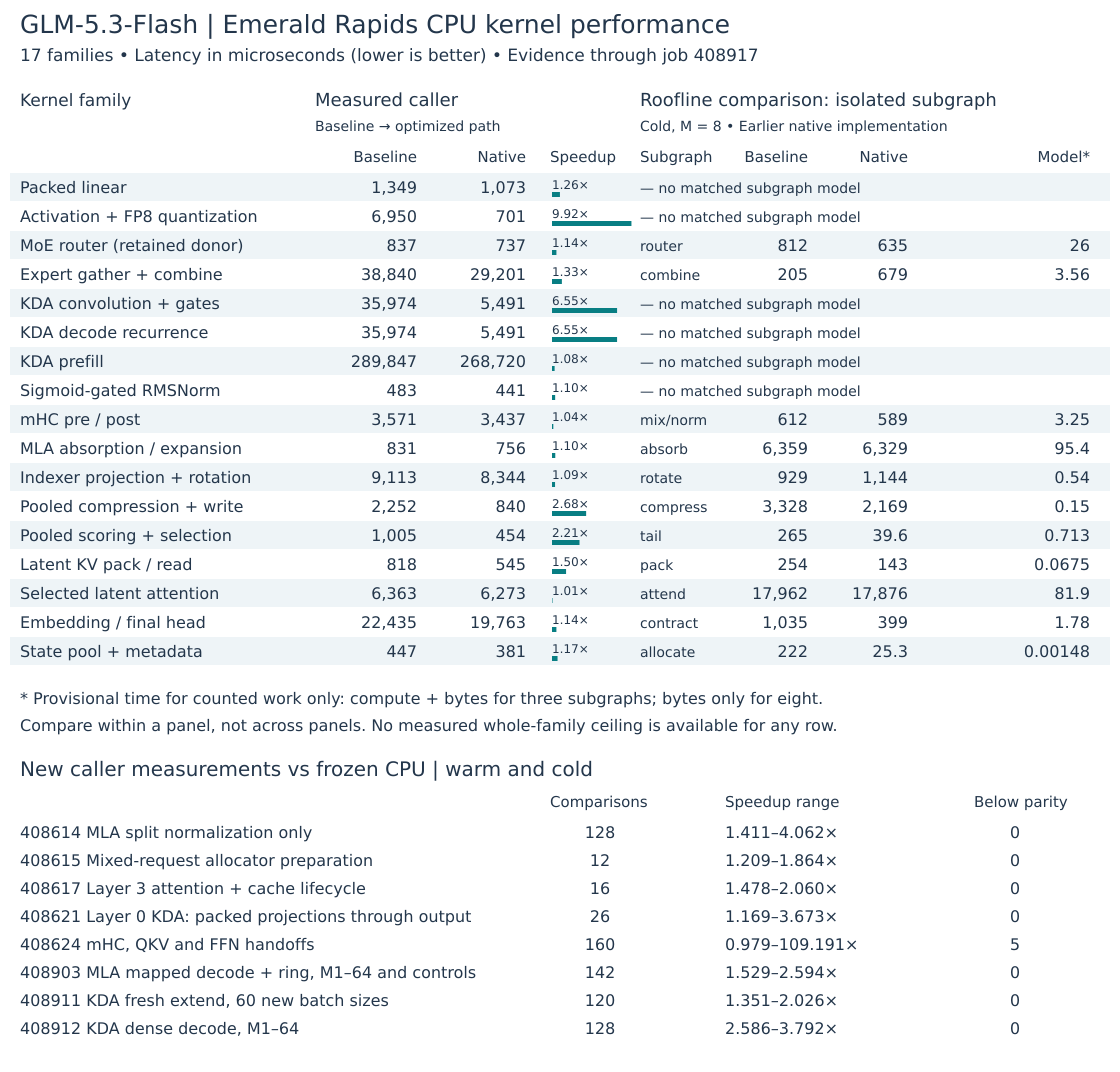 GLM-5.3-Flash | Emerald Rapids CPU kernel performance
17 families • Latency in microseconds (lower is better) • Evidence through job 408917
Kernel family Measured caller Roofline comparison: isolated subgraph
Baseline → optimized path Cold, M = 8 • Earlier native implementation
Baseline Native Speedup Subgraph Baseline Native Model*
Packed linear 1,349 1,073 1.26× — no matched subgraph model
Activation + FP8 quantization 6,950 701 9.92× — no matched subgraph model
MoE router (retained donor) 837 737 1.14× router 812 635 26
Expert gather + combine 38,840 29,201 1.33× combine 205 679 3.56
KDA convolution + gates 35,974 5,491 6.55× — no matched subgraph model
KDA decode recurrence 35,974 5,491 6.55× — no matched subgraph model
KDA prefill 289,847 268,720 1.08× — no matched subgraph model
Sigmoid-gated RMSNorm 483 441 1.10× — no matched subgraph model
mHC pre / post 3,571 3,437 1.04× mix/norm 612 589 3.25
MLA absorption / expansion 831 756 1.10× absorb 6,359 6,329 95.4
Indexer projection + rotation 9,113 8,344 1.09× rotate 929 1,144 0.54
Pooled compression + write 2,252 840 2.68× compress 3,328 2,169 0.15
Pooled scoring + selection 1,005 454 2.21× tail 265 39.6 0.713
Latent KV pack / read 818 545 1.50× pack 254 143 0.0675
Selected latent attention 6,363 6,273 1.01× attend 17,962 17,876 81.9
Embedding / final head 22,435 19,763 1.14× contract 1,035 399 1.78
State pool + metadata 447 381 1.17× allocate 222 25.3 0.00148
* Provisional time for counted work only: compute + bytes for three subgraphs; bytes only for eight.
Compare within a panel, not across panels. No measured whole-family ceiling is available for any row.
New caller measurements vs frozen CPU | warm and cold
Comparisons Speedup range Below parity
408614 MLA split normalization only 128 1.411–4.062× 0
408615 Mixed-request allocator preparation 12 1.209–1.864× 0
408617 Layer 3 attention + cache lifecycle 16 1.478–2.060× 0
408621 Layer 0 KDA: packed projections through output 26 1.169–3.673× 0
408624 mHC, QKV and FFN handoffs 160 0.979–109.191× 5
408903 MLA mapped decode + ring, M1–64 and controls 142 1.529–2.594× 0
408911 KDA fresh extend, 60 new batch sizes 120 1.351–2.026× 0
408912 KDA dense decode, M1–64 128 2.586–3.792× 0